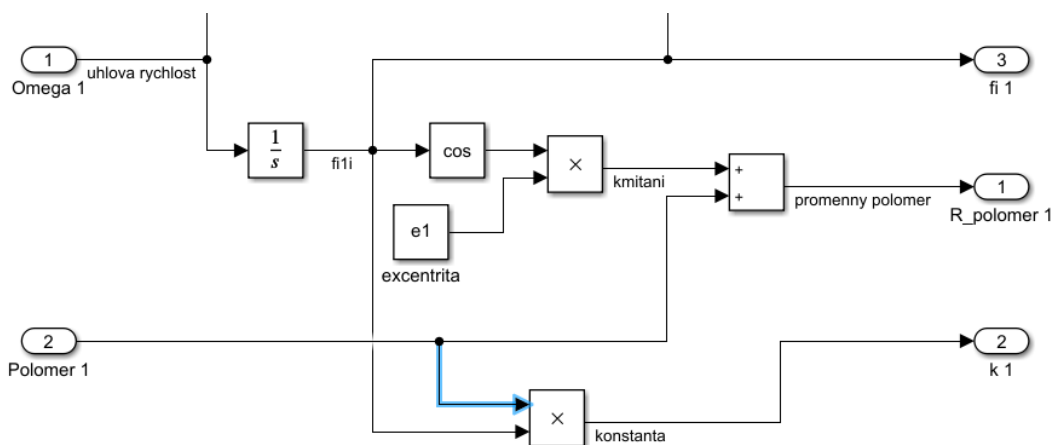 1
Omega 1
uhlova rychlost
3
fi 1
1
s
fi1i
cos
×
kmitani
+
+
promenny polomer
1
R_polomer 1
e1
excentrita
2
Polomer 1
2
k 1
×
konstanta